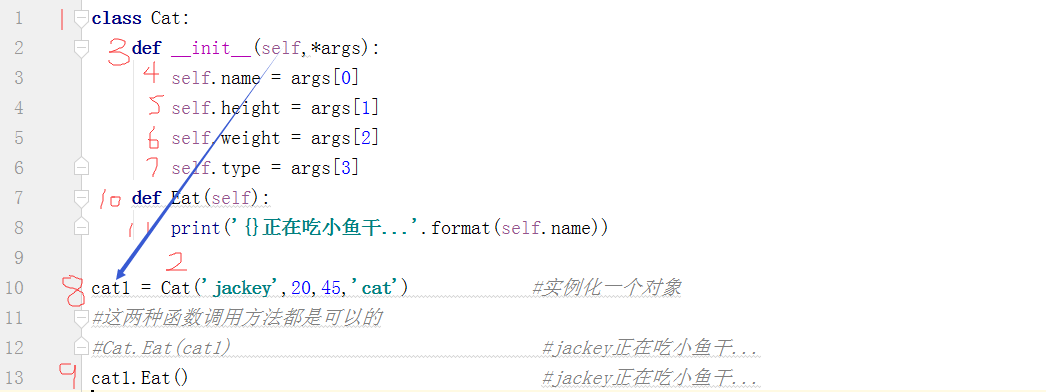 1 1 class Cat:
2 3 def __init__(self,*args):
3 4 self.name = args[0]
4 5 self.height = args[1]
5 6 self.weight = args[2]
6 7 self.type = args[3]
7 10 def Eat(self):
8 11 print('{}正在吃小鱼干...'.format(self.name))
9 2
10 8 cat1 = Cat('jackey',20,45,'cat') #实例化一个对象
11 #这两种函数调用方法都是可以的
12 #Cat.Eat(cat1) #jackey正在吃小鱼干...
13 9 cat1.Eat() #jackey正在吃小鱼干...